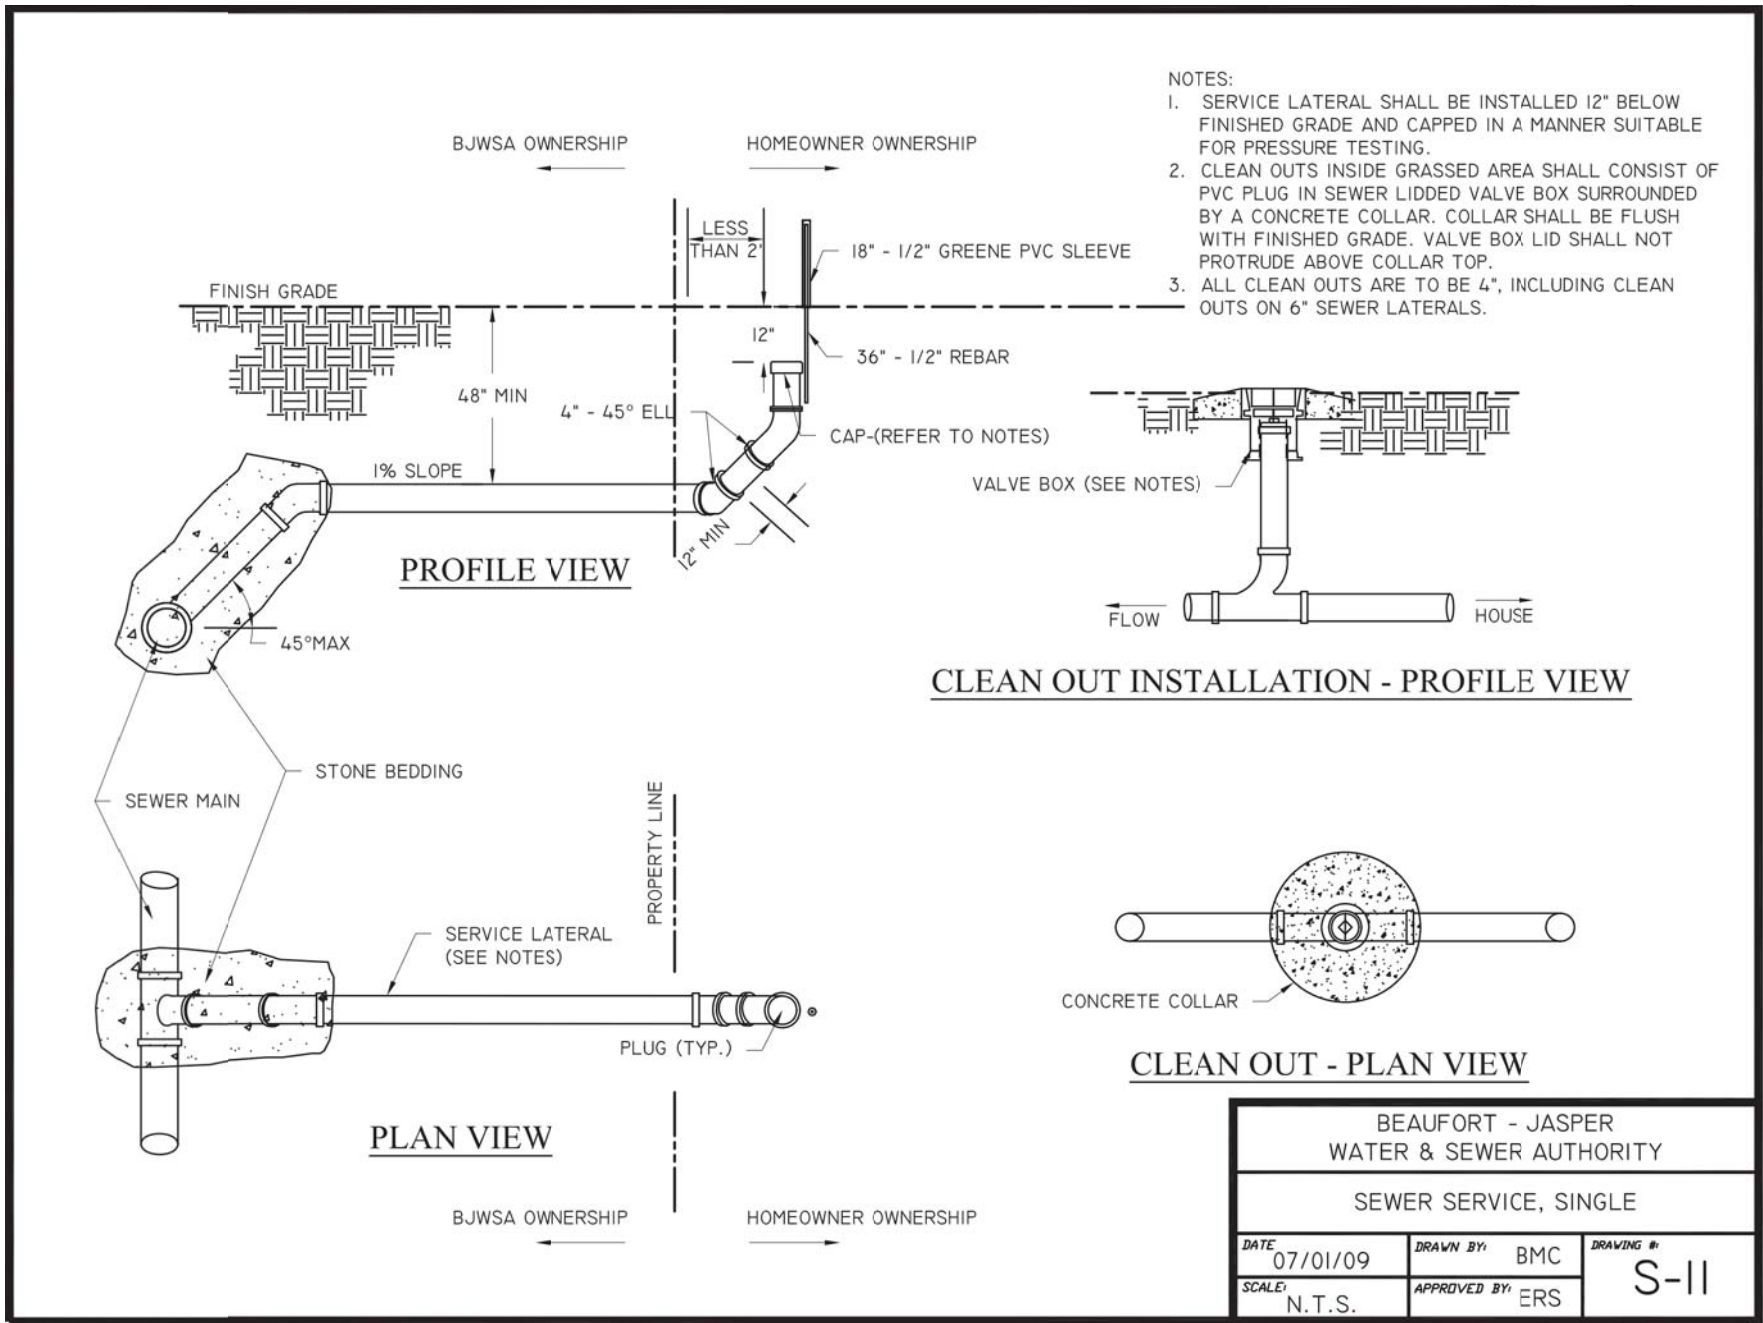 NOTES:
1. SERVICE LATERAL SHALL BE INSTALLED 12" BELOW
FINISHED GRADE AND CAPPED IN A MANNER SUITABLE
FOR PRESSURE TESTING.
2. CLEAN OUTS INSIDE GRASSED AREA SHALL CONSIST OF
PVC PLUG IN SEWER LIDDED VALVE BOX SURROUNDED
BY A CONCRETE COLLAR. COLLAR SHALL BE FLUSH
WITH FINISHED GRADE. VALVE BOX LID SHALL NOT
PROTRUDE ABOVE COLLAR TOP.
3. ALL CLEAN OUTS ARE TO BE 4", INCLUDING CLEAN
OUTS ON 6" SEWER LATERALS.
BJWSA OWNERSHIP
HOMEOWNER OWNERSHIP
LESS
THAN 2'
18" - 1/2" GREENE PVC SLEEVE
FINISH GRADE
12"
36" - 1/2" REBAR
48" MIN
4" - 45° ELL
CAP-(REFER TO NOTES)
1% SLOPE
12" MIN
PROFILE VIEW
45°MAX
STONE BEDDING
SEWER MAIN
VALVE BOX (SEE NOTES)
FLOW
HOUSE
CLEAN OUT INSTALLATION - PROFILE VIEW
PROPERTY LINE
SERVICE LATERAL
(SEE NOTES)
PLUG (TYP.)
PLAN VIEW
BJWSA OWNERSHIP
HOMEOWNER OWNERSHIP
CONCRETE COLLAR
CLEAN OUT - PLAN VIEW
BEAUFORT - JASPER
WATER & SEWER AUTHORITY
SEWER SERVICE, SINGLE
DATE 07/01/09
DRAWN BY: BMC
DRAWING #:
S-11
SCALE: N.T.S.
APPROVED BY: ERS